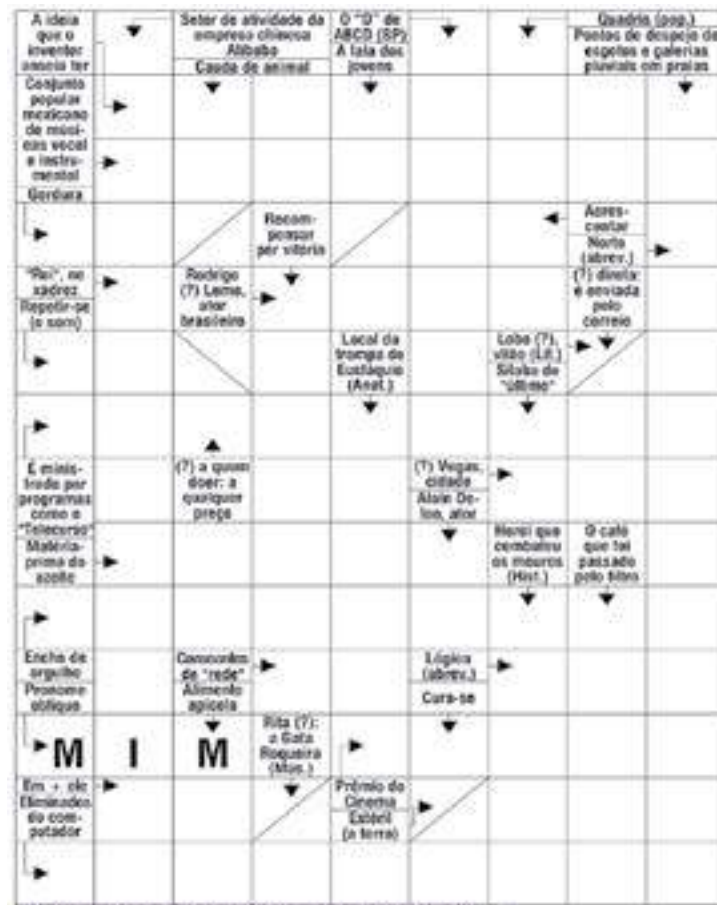 A ideia
que o
inventor
associa ter
Setor de atividade da
empresa chinesa
Alibaba
Cauda de animal
O "D" de
ABCD (SP)
A fala dos
jovens
Quadris (pop.)
Pontos de despejo de
esgotos e galerias
pluviais em praias
Conjunto
popular
mexicano
de músi-
cas vocal
e instru-
mental
Gordura
Recom-
pensar
por vitória
Acres-
centar
Norte
(abrev.)
"Rei", no
xadrez
Repetir-se
(o som)
Rodrigo
(?) Leme,
ator
brasileiro
(?) direta:
é enviada
pelo
correio
Local da
trompa de
Eustáquio
(Anat.)
Lobo (?),
vilão (Lit.)
Sílaba de
"último"
É minis-
trado por
programas
como o
"Telecurso"
(?) a quem
doer: a
qualquer
preço
(?) Vegas,
cidade
Alain De-
lon, ator
Matéria-
prima do
azeite
Herói que
combateu
os mouros
(Hist.)
O café
que foi
passado
pelo filtro
Enche de
orgulho
Pronome
oblíquo
Consoantes
de "rede"
Alimento
apícola
Lógica
(abrev.)
Cura-se
M I M
Rita (?):
a Gata
Roqueira
(Mús.)
Em + ele
Eliminados
do com-
putador
Prêmio do
Cinema
Estéril
(a terra)